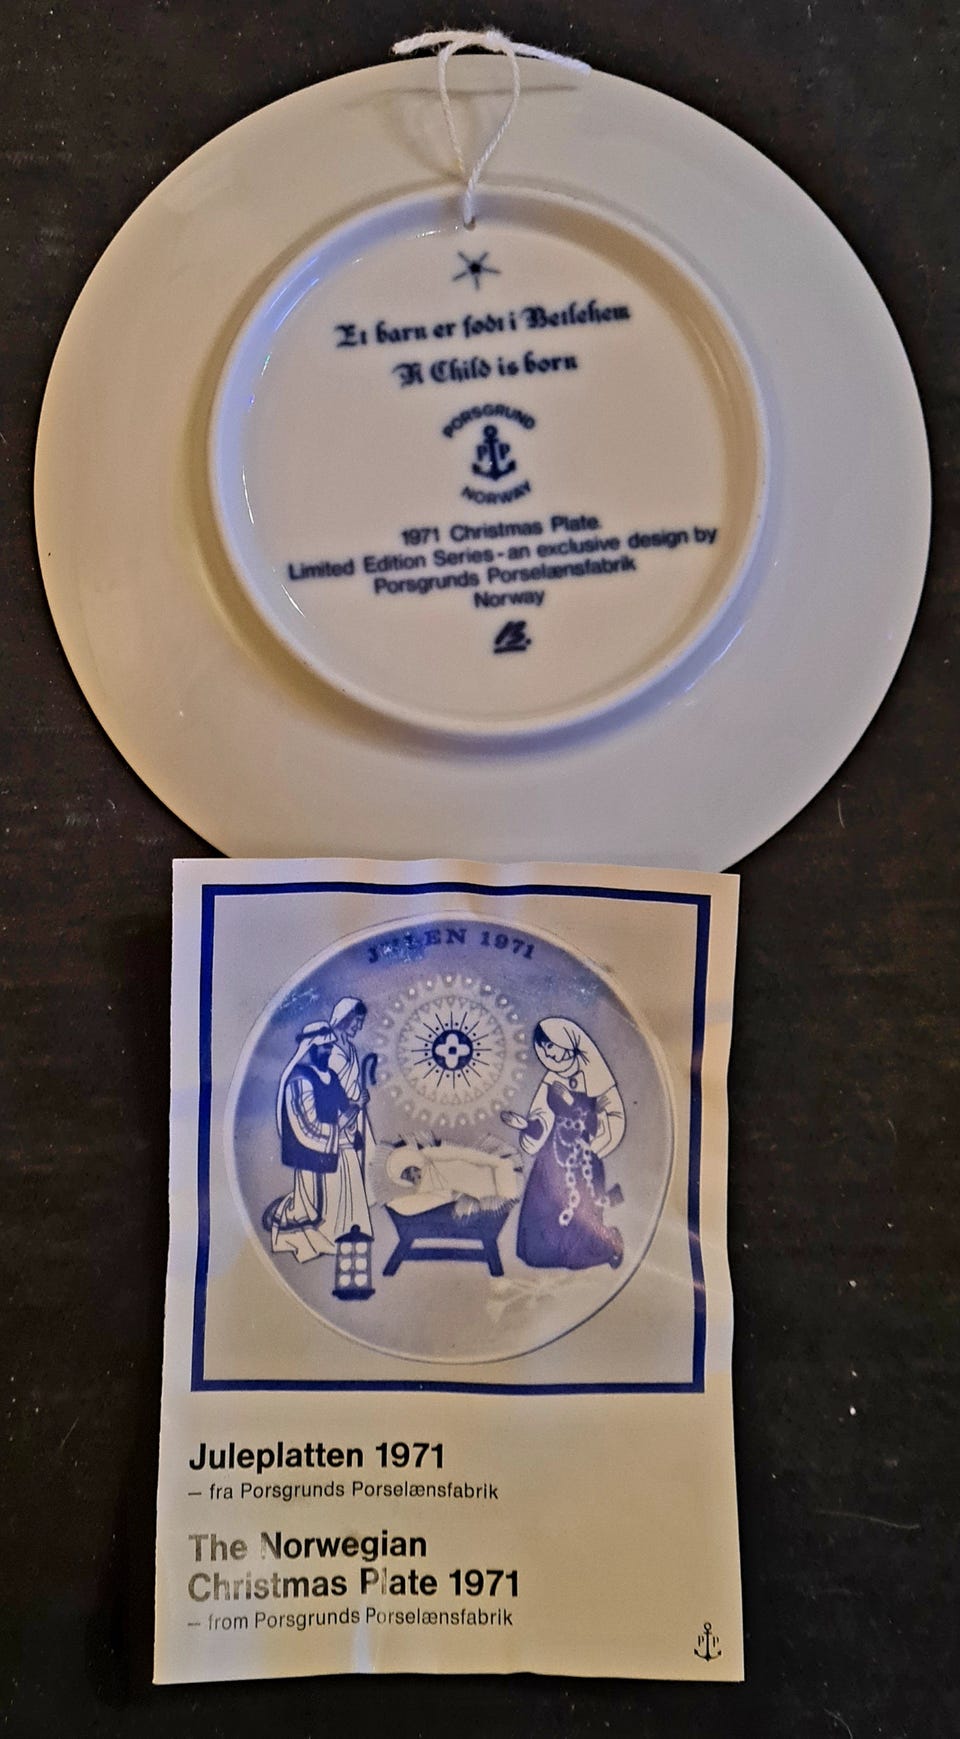 Et barn er født i Betlehem
A Child is born
PORSGRUND
P P
NORWAY
1971 Christmas Plate.
Limited Edition Series - an exclusive design by
Porsgrunds Porselænsfabrik
Norway
JULEN 1971
Juleplatten 1971
– fra Porsgrunds Porselænsfabrik
The Norwegian
Christmas Plate 1971
– from Porsgrunds Porselænsfabrik
P P